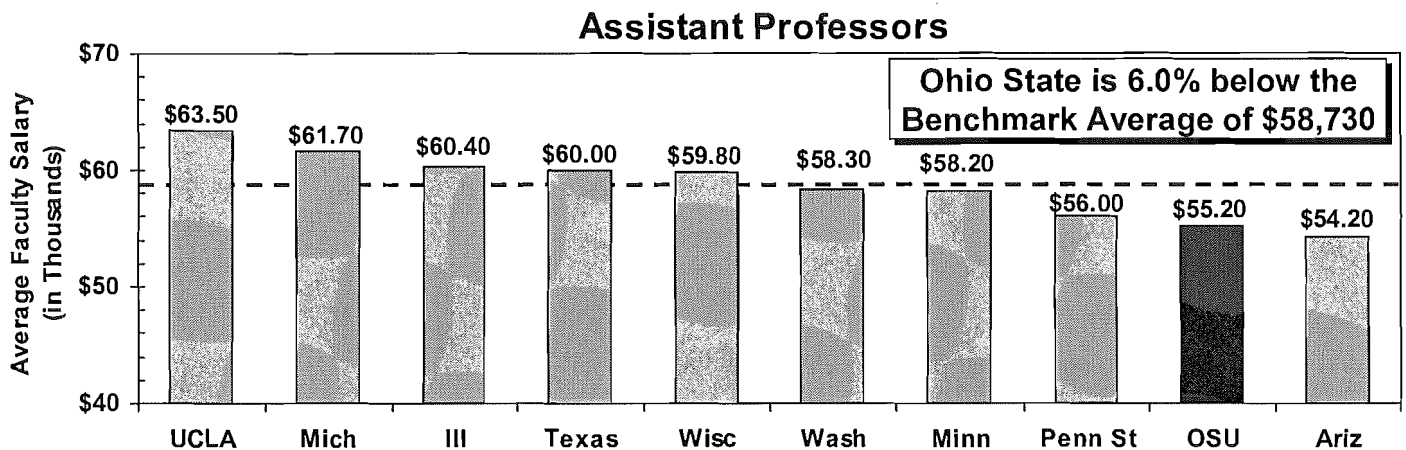 Assistant Professors
Average Faculty Salary
(in Thousands)
$70
$60
$50
$40
Ohio State is 6.0% below the
Benchmark Average of $58,730
$63.50
$61.70
$60.40
$60.00
$59.80
$58.30
$58.20
$56.00
$55.20
$54.20
UCLA
Mich
Ill
Texas
Wisc
Wash
Minn
Penn St
OSU
Ariz